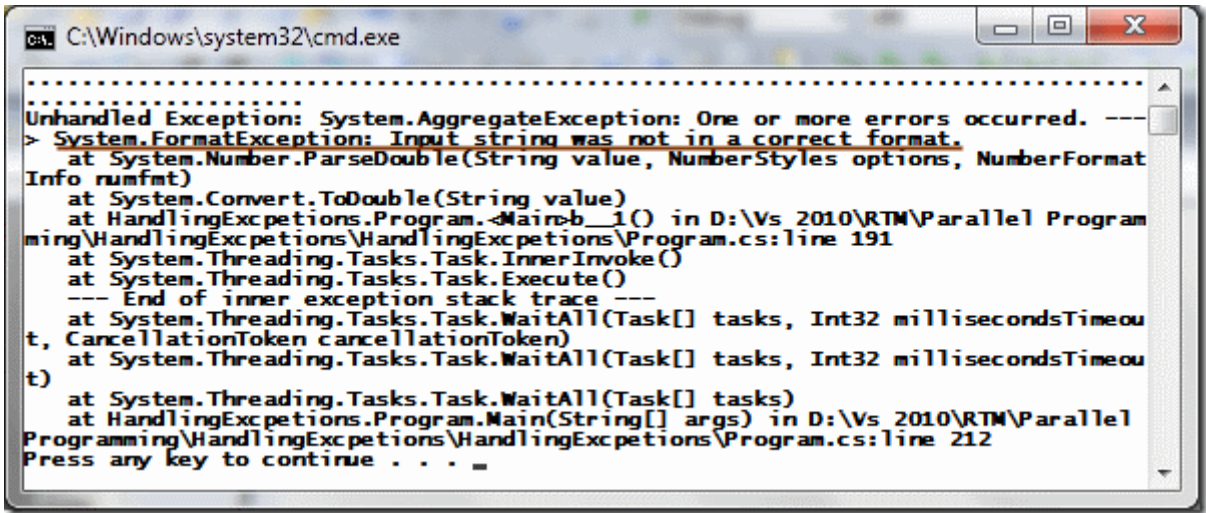 C:\Windows\system32\cmd.exe
................................................................................
....................
Unhandled Exception: System.AggregateException: One or more errors occurred. ---
> System.FormatException: Input string was not in a correct format.
   at System.Number.ParseDouble(String value, NumberStyles options, NumberFormat
Info numfmt)
   at System.Convert.ToDouble(String value)
   at HandlingExcpetions.Program.<Main>b__1() in D:\Vs 2010\RTM\Parallel Program
ming\HandlingExcpetions\HandlingExcpetions\Program.cs:line 191
   at System.Threading.Tasks.Task.InnerInvoke()
   at System.Threading.Tasks.Task.Execute()
   --- End of inner exception stack trace ---
   at System.Threading.Tasks.Task.WaitAll(Task[] tasks, Int32 millisecondsTimeou
t, CancellationToken cancellationToken)
   at System.Threading.Tasks.Task.WaitAll(Task[] tasks, Int32 millisecondsTimeou
t)
   at System.Threading.Tasks.Task.WaitAll(Task[] tasks)
   at HandlingExcpetions.Program.Main(String[] args) in D:\Vs 2010\RTM\Parallel
Programming\HandlingExcpetions\HandlingExcpetions\Program.cs:line 212
Press any key to continue . . . _